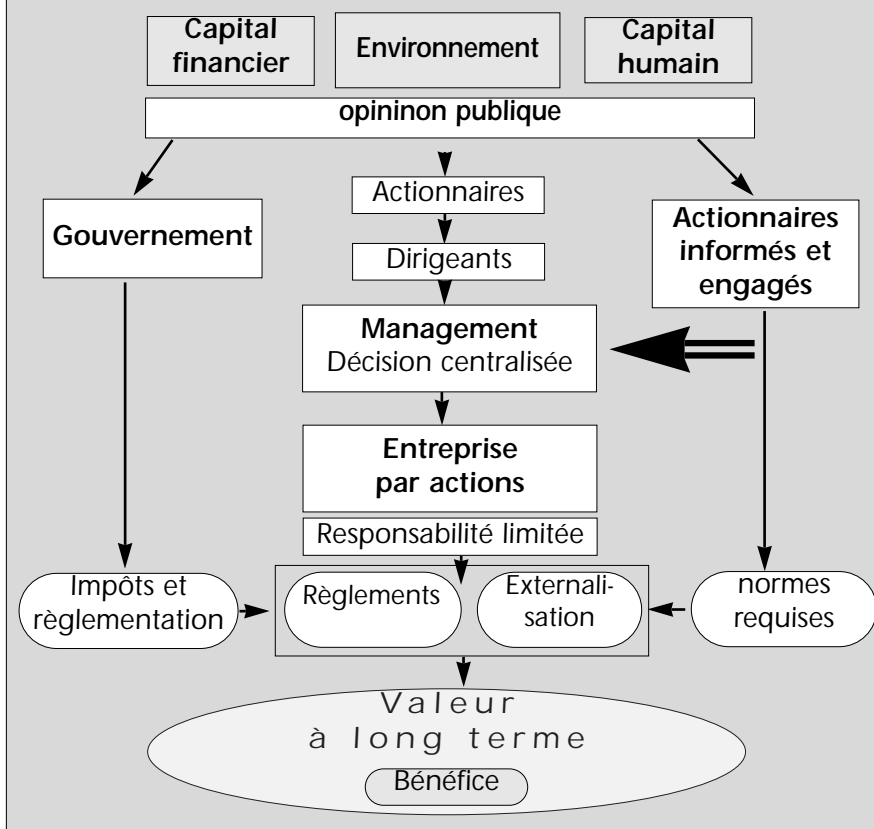 Capital
financier
Environnement
Capital
humain
opininon publique
Actionnaires
Gouvernement
Actionnaires
informés et
engagés
Dirigeants
Management
Décision centralisée
Entreprise
par actions
Responsabilité limitée
Impôts et
règlementation
Règlements
Externali-
sation
normes
requises
Valeur
à long terme
Bénéfice